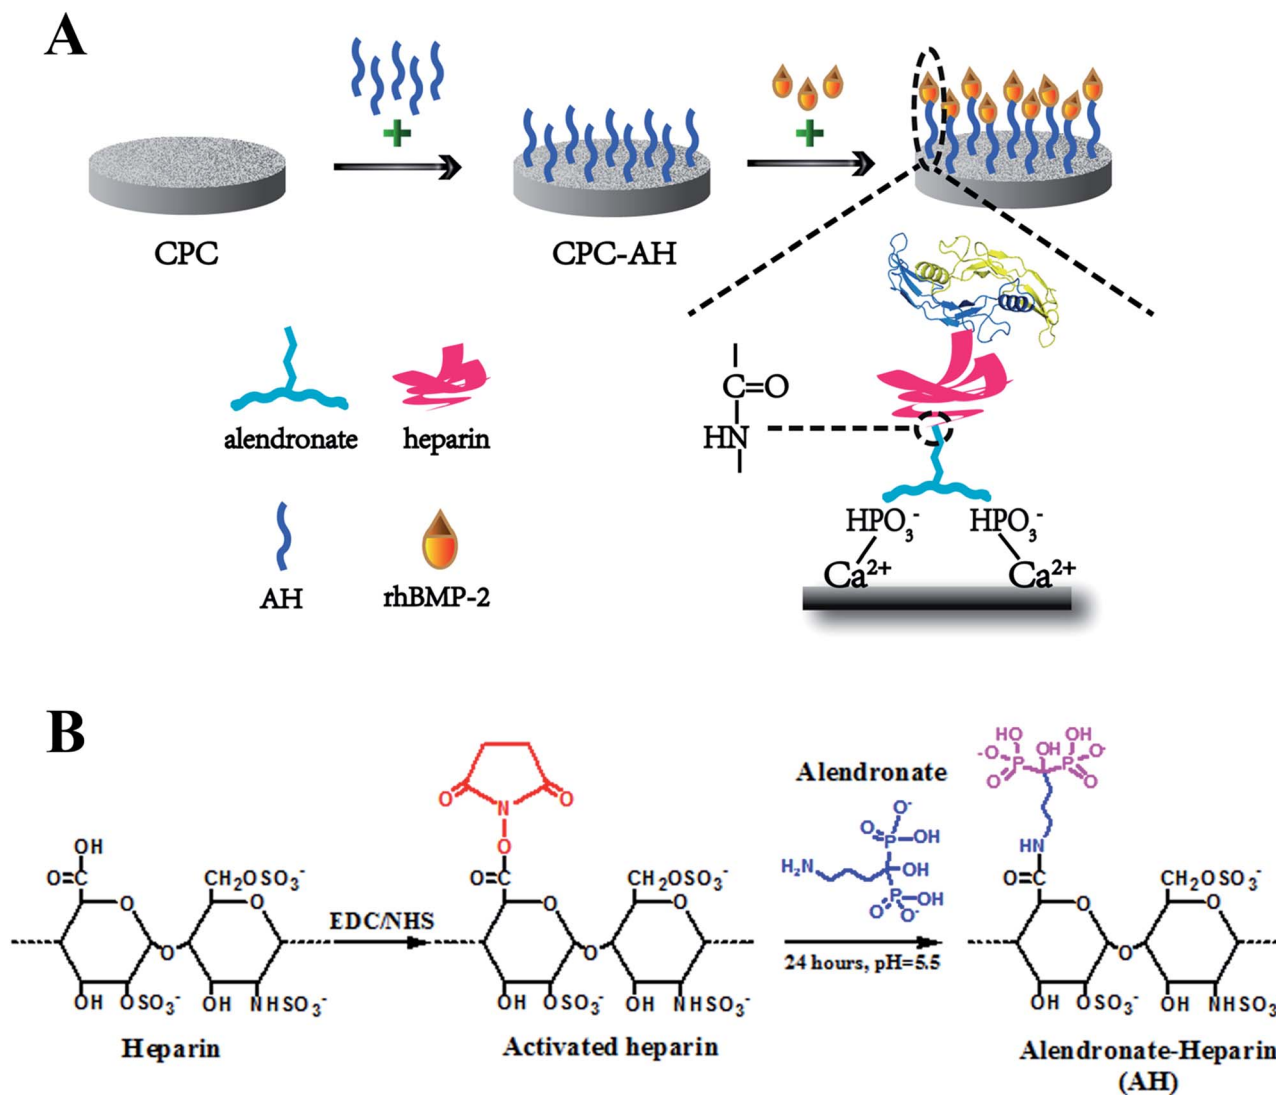 A
CPC
CPC-AH
alendronate
heparin
AH
rhBMP-2
C=O
HN
HPO₃⁻
HPO₃⁻
Ca²⁺
Ca²⁺
B
OH
O=C
O
CH₂OSO₃⁻
O
O
OH
OSO₃⁻
OH
NHSO₃⁻
Heparin
EDC/NHS
O
N
O
O
O=C
O
CH₂OSO₃⁻
O
O
OH
OSO₃⁻
OH
NHSO₃⁻
Activated heparin
Alendronate
O⁻
O
P
OH
H₂N
OH
P
OH
O
O⁻
24 hours, pH=5.5
HO
OH
OH
⁻O
P
P
O⁻
O
O
HN
O=C
O
CH₂OSO₃⁻
O
O
OH
OSO₃⁻
OH
NHSO₃
Alendronate-Heparin
(AH)